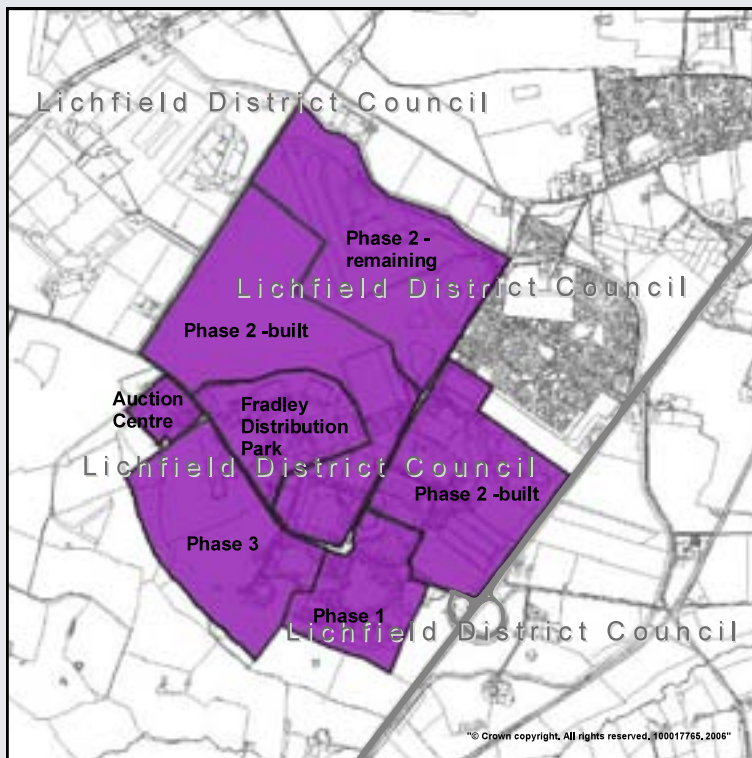 Lichfield District Council
Phase 2 -
remaining
Lichfield District Council
Phase 2 -built
Auction
Centre
Fradley
Distribution
Park
Lichfield District Council
Phase 2 -built
Phase 3
Phase 1
Lichfield District Council
"© Crown copyright. All rights reserved. 100017765. 2006"